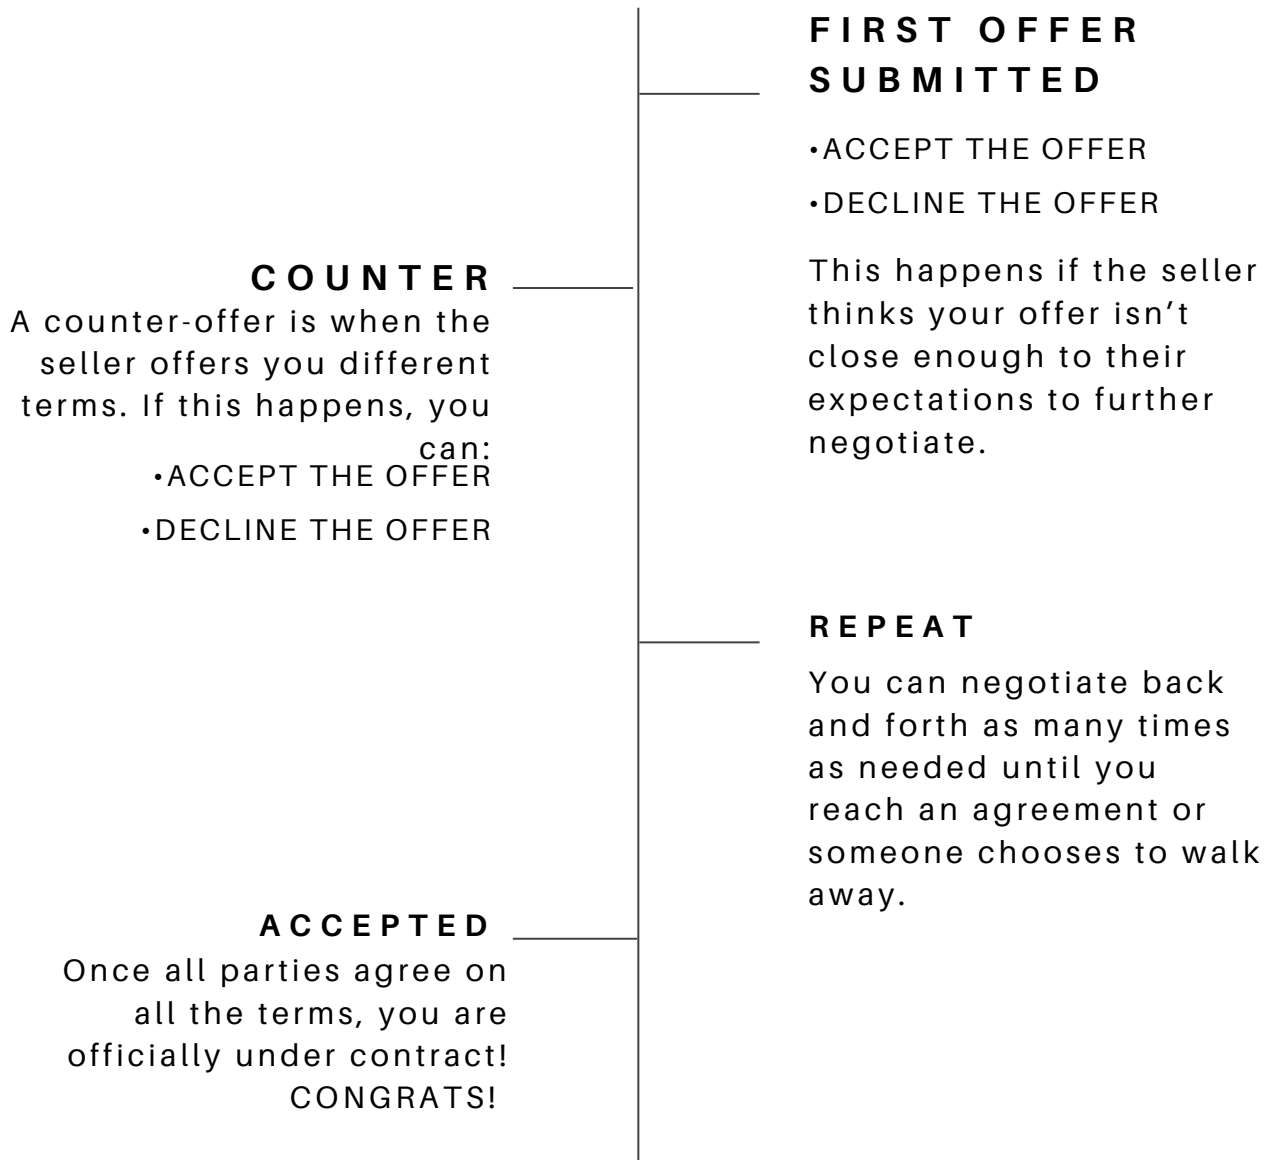 FIRST OFFER
SUBMITTED
•ACCEPT THE OFFER
•DECLINE THE OFFER
This happens if the seller
thinks your offer isn’t
close enough to their
expectations to further
negotiate.
COUNTER
A counter-offer is when the
seller offers you different
terms. If this happens, you
can:
•ACCEPT THE OFFER
•DECLINE THE OFFER
REPEAT
You can negotiate back
and forth as many times
as needed until you
reach an agreement or
someone chooses to walk
away.
ACCEPTED
Once all parties agree on
all the terms, you are
officially under contract!
CONGRATS!